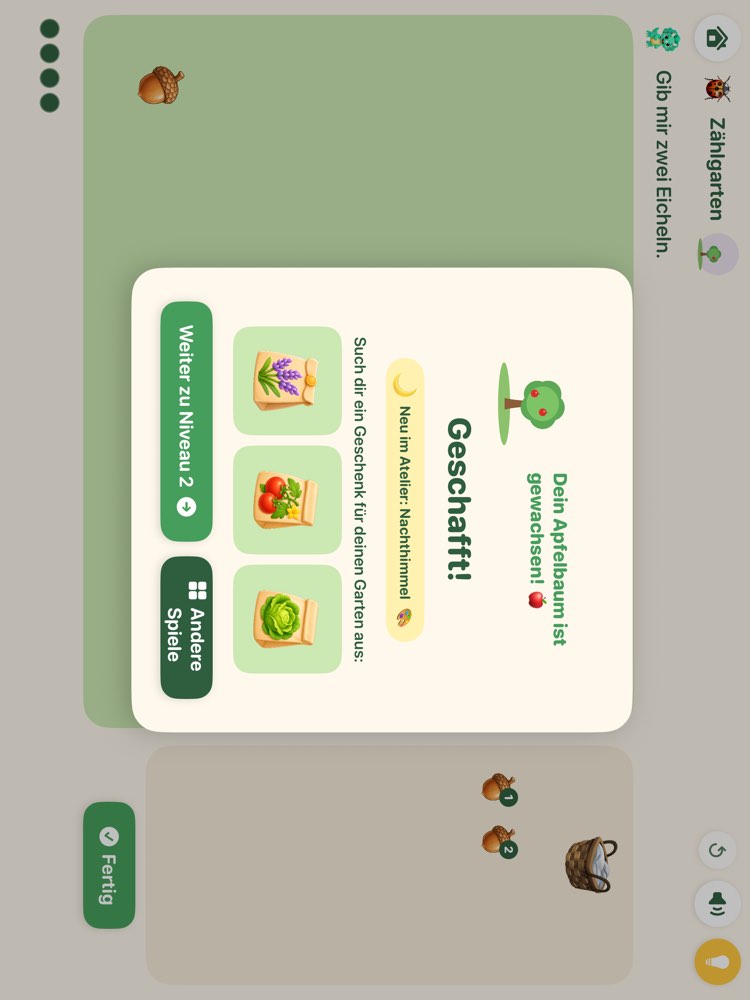 Zählgarten
Gib mir zwei Eicheln.
Dein Apfelbaum ist
gewachsen!
Geschafft!
Neu im Atelier: Nachthimmel
Such dir ein Geschenk für deinen Garten aus:
Weiter zu Niveau 2
Andere
Spiele
1
2
Fertig